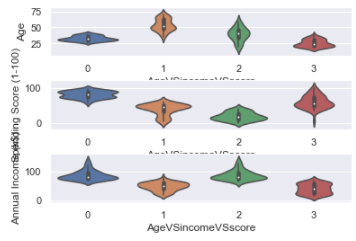 75
50
25
Age
0 1 2 3
AgeVSincomeVSscore
100
0
Spending Score (1-100)
0 1 2 3
AgeVSincomeVSscore
100
0
Annual Income
0 1 2 3
AgeVSincomeVSscore